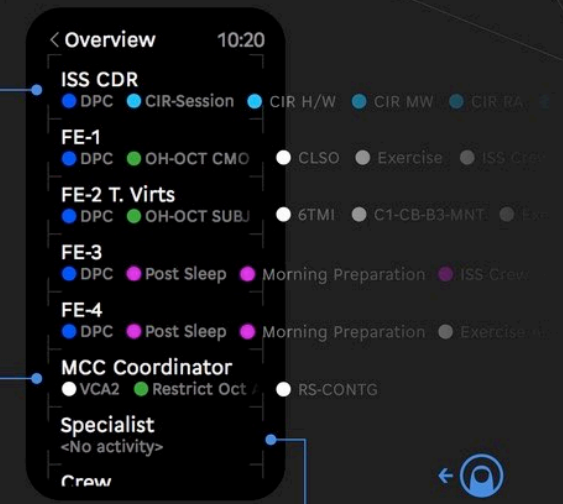 Overview 10:20
ISS CDR
DPC CIR-Session CIR H/W CIR MW CIR RA
FE-1
DPC OH-OCT CMO CLSO Exercise ISS Crew
FE-2 T. Virts
DPC OH-OCT SUBJ 6TMI C1-CB-B3-MNT
FE-3
DPC Post Sleep Morning Preparation ISS Crew
FE-4
DPC Post Sleep Morning Preparation Exercise
MCC Coordinator
VCA2 Restrict Oct RS-CONTG
Specialist
<No activity>
Crew